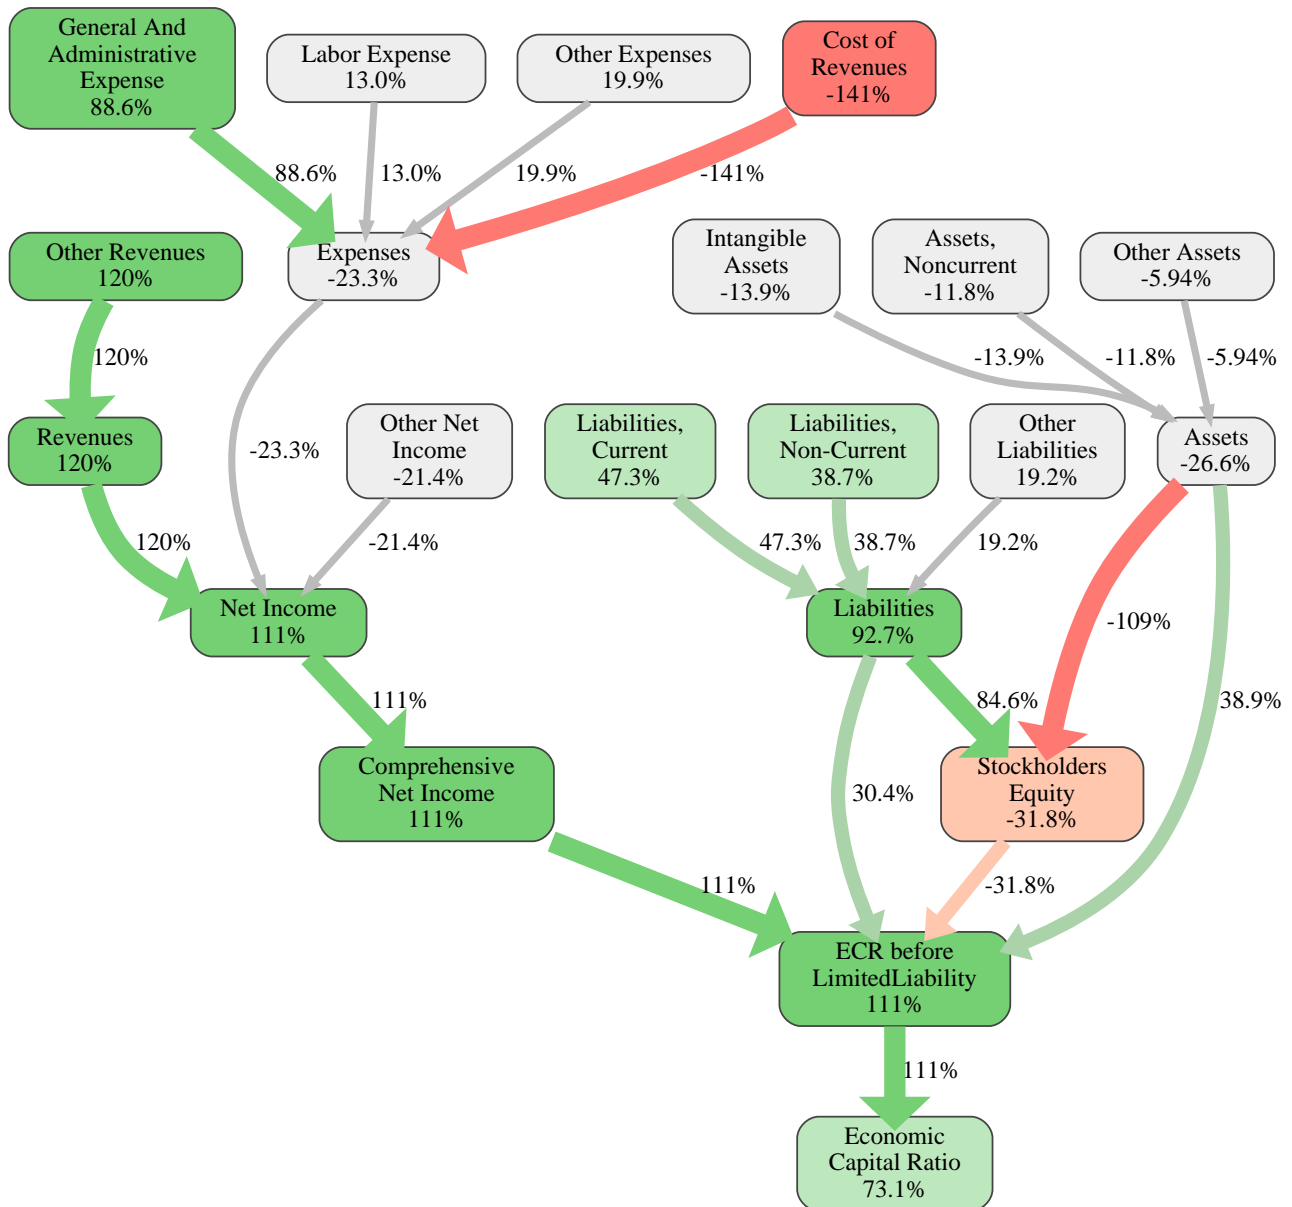 General And
Administrative
Expense
88.6%
Labor Expense
13.0%
Other Expenses
19.9%
Cost of
Revenues
-141%
88.6%
13.0%
19.9%
-141%
Other Revenues
120%
Expenses
-23.3%
Intangible
Assets
-13.9%
Assets,
Noncurrent
-11.8%
Other Assets
-5.94%
120%
-13.9%
-11.8%
-5.94%
Revenues
120%
-23.3%
Other Net
Income
-21.4%
Liabilities,
Current
47.3%
Liabilities,
Non-Current
38.7%
Other
Liabilities
19.2%
Assets
-26.6%
120%
-21.4%
47.3%
38.7%
19.2%
Net Income
111%
Liabilities
92.7%
-109%
111%
84.6%
38.9%
Comprehensive
Net Income
111%
30.4%
Stockholders
Equity
-31.8%
111%
-31.8%
ECR before
LimitedLiability
111%
111%
Economic
Capital Ratio
73.1%